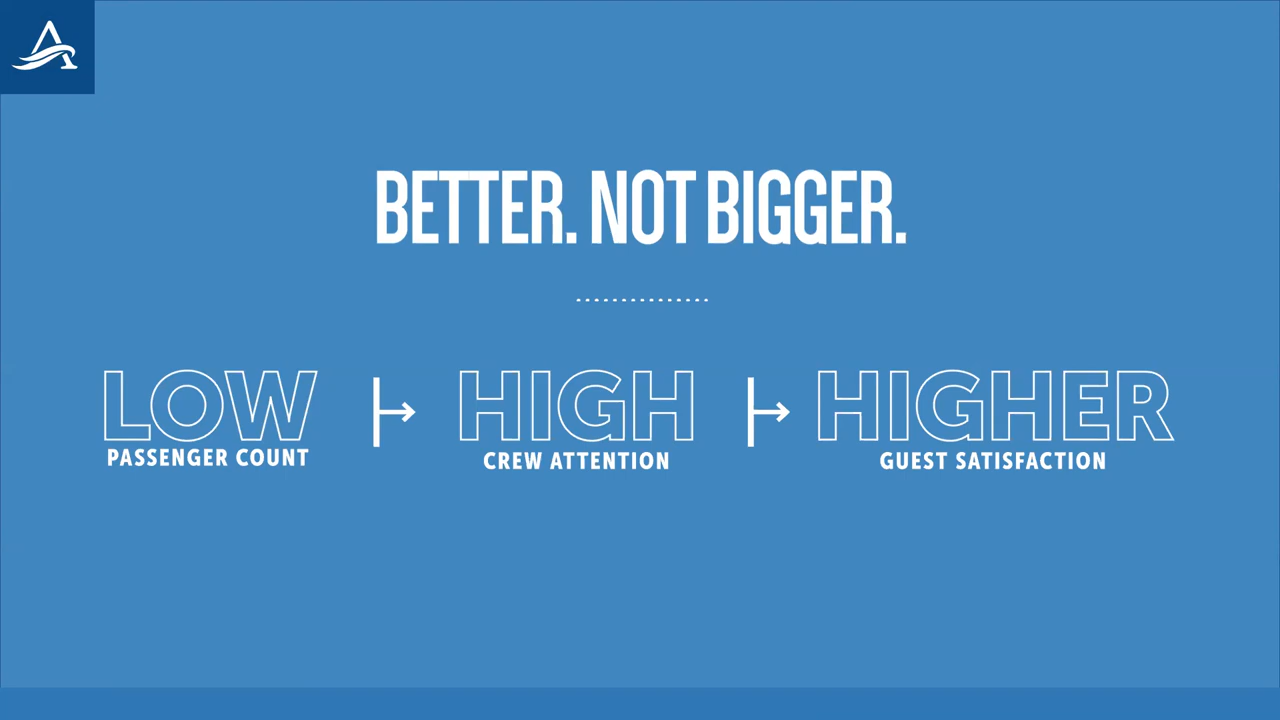 BETTER. NOT BIGGER.
LOW
PASSENGER COUNT
HIGH
CREW ATTENTION
HIGHER
GUEST SATISFACTION